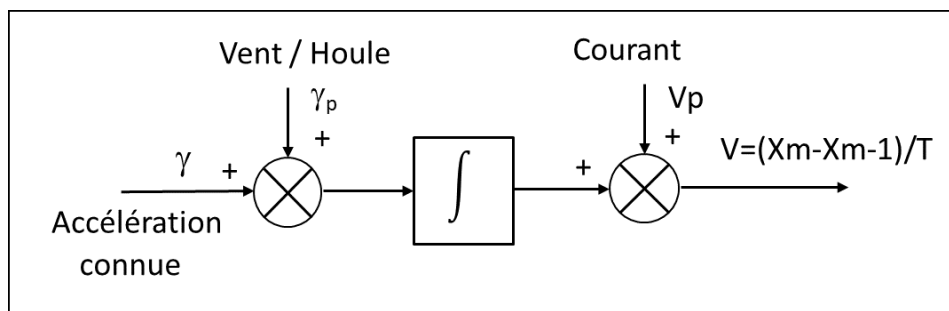 Vent / Houle
Courant
γp
Vp
+
+
V=(Xm-Xm-1)/T
γ
+
∫
+
Accélération
connue